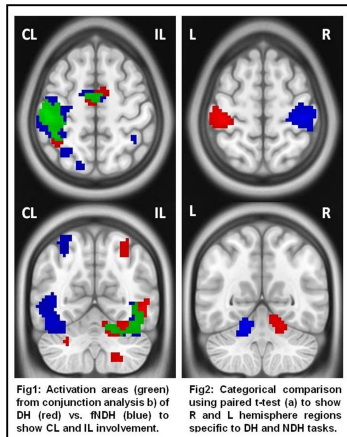 CL IL
L R
CL IL
L R
Fig1: Activation areas (green)
from conjunction analysis b) of
DH (red) vs. fNDH (blue) to
show CL and IL involvement.
Fig2: Categorical comparison
using paired t-test (a) to show
R and L hemisphere regions
specific to DH and NDH tasks.